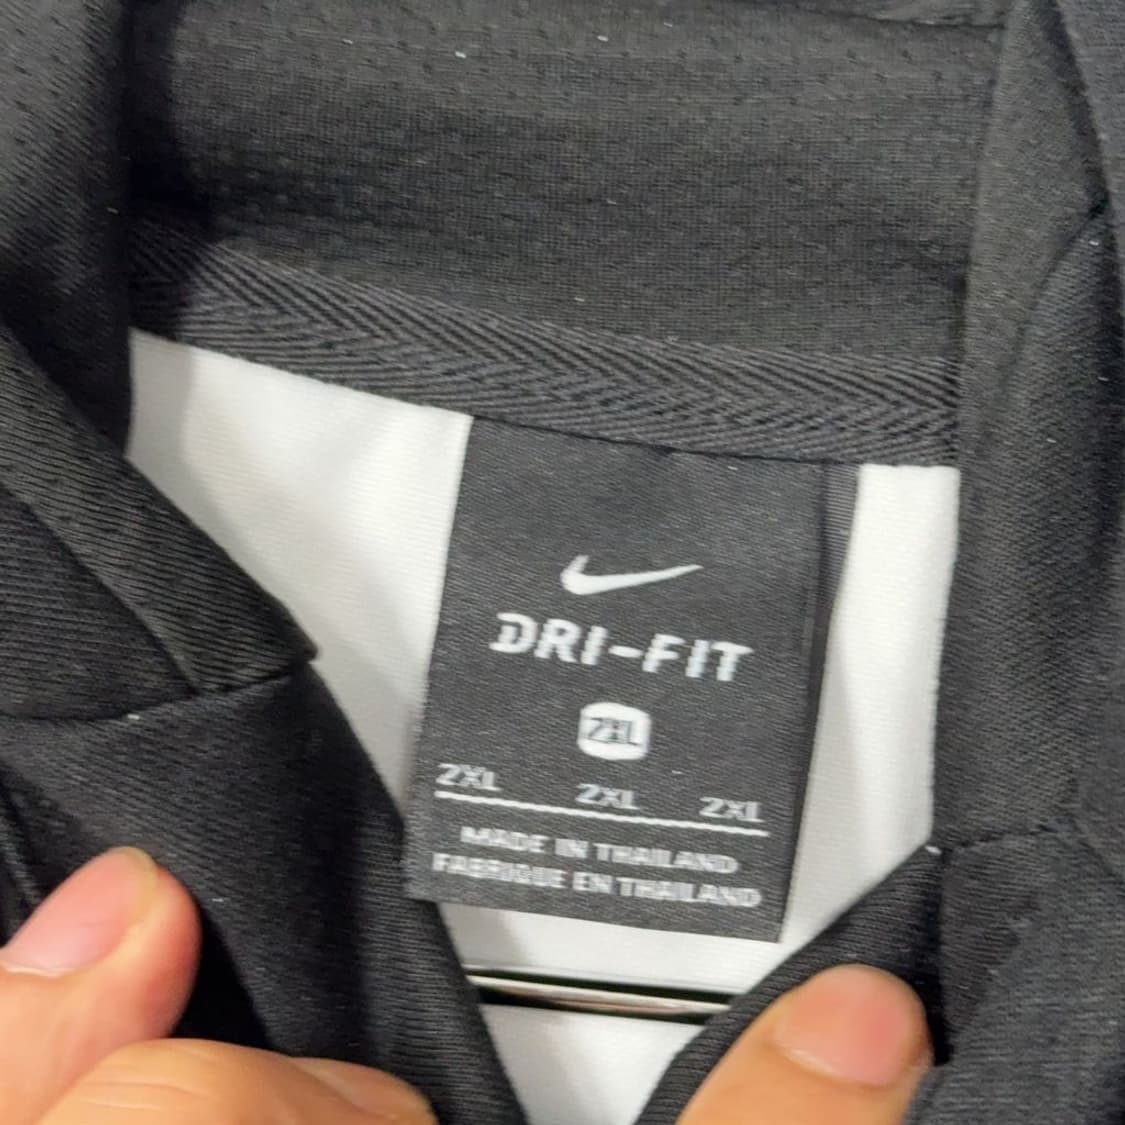 DRI-FIT
2XL
2XL 2XL 2XL
MADE IN THAILAND
FABRIQUE EN THAILAND